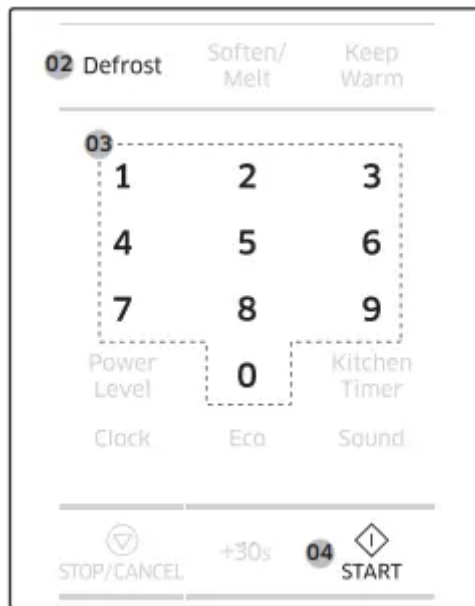 02 Defrost
Soften/
Melt
Keep
Warm
03
1 2 3
4 5 6
7 8 9
Power
Level
0
Kitchen
Timer
Clock Eco Sound
STOP/CANCEL
+30s
04
START